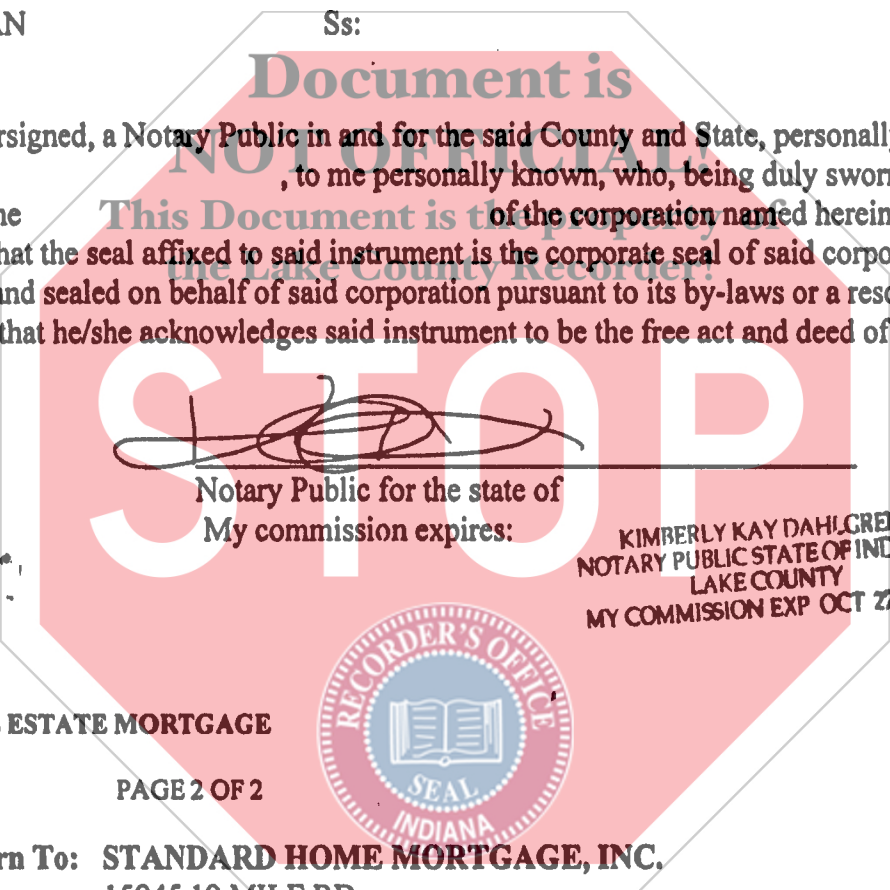 AN Ss:
Document is
rsigned, a Notary Public in and for the said County and State, personally
NOT OFFICIAL!
, to me personally known, who, being duly sworn
he of the corporation named herein
This Document is the property of
hat the seal affixed to said instrument is the corporate seal of said corpo
the Lake County Recorder!
and sealed on behalf of said corporation pursuant to its by-laws or a reso
that he/she acknowledges said instrument to be the free act and deed of
STOP
Notary Public for the state of
My commission expires:
KIMBERLY KAY DAHLGREN
NOTARY PUBLIC STATE OF IND
LAKE COUNTY
MY COMMISSION EXP OCT 22
RECORDER'S OFFICE
SEAL
INDIANA
ESTATE MORTGAGE
PAGE 2 OF 2
rn To: STANDARD HOME MORTGAGE, INC.